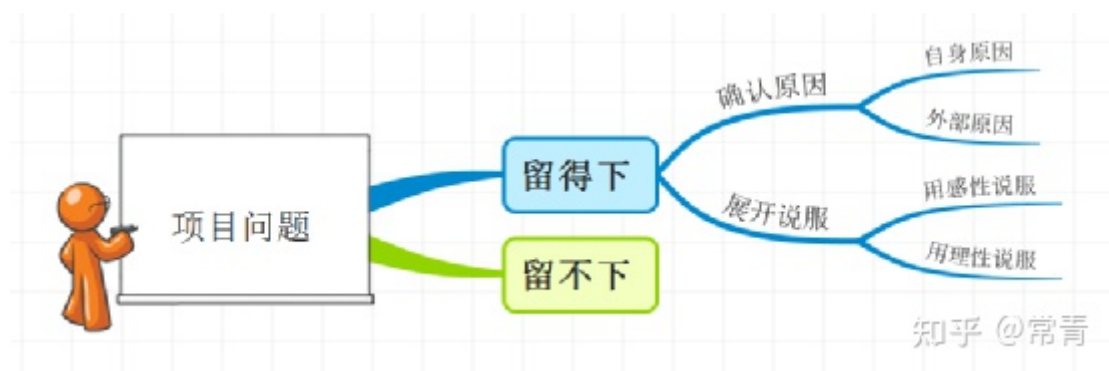 项目问题
留得下
确认原因
自身原因
外部原因
展开说服
用感性说服
用理性说服
留不下
知乎 @常青